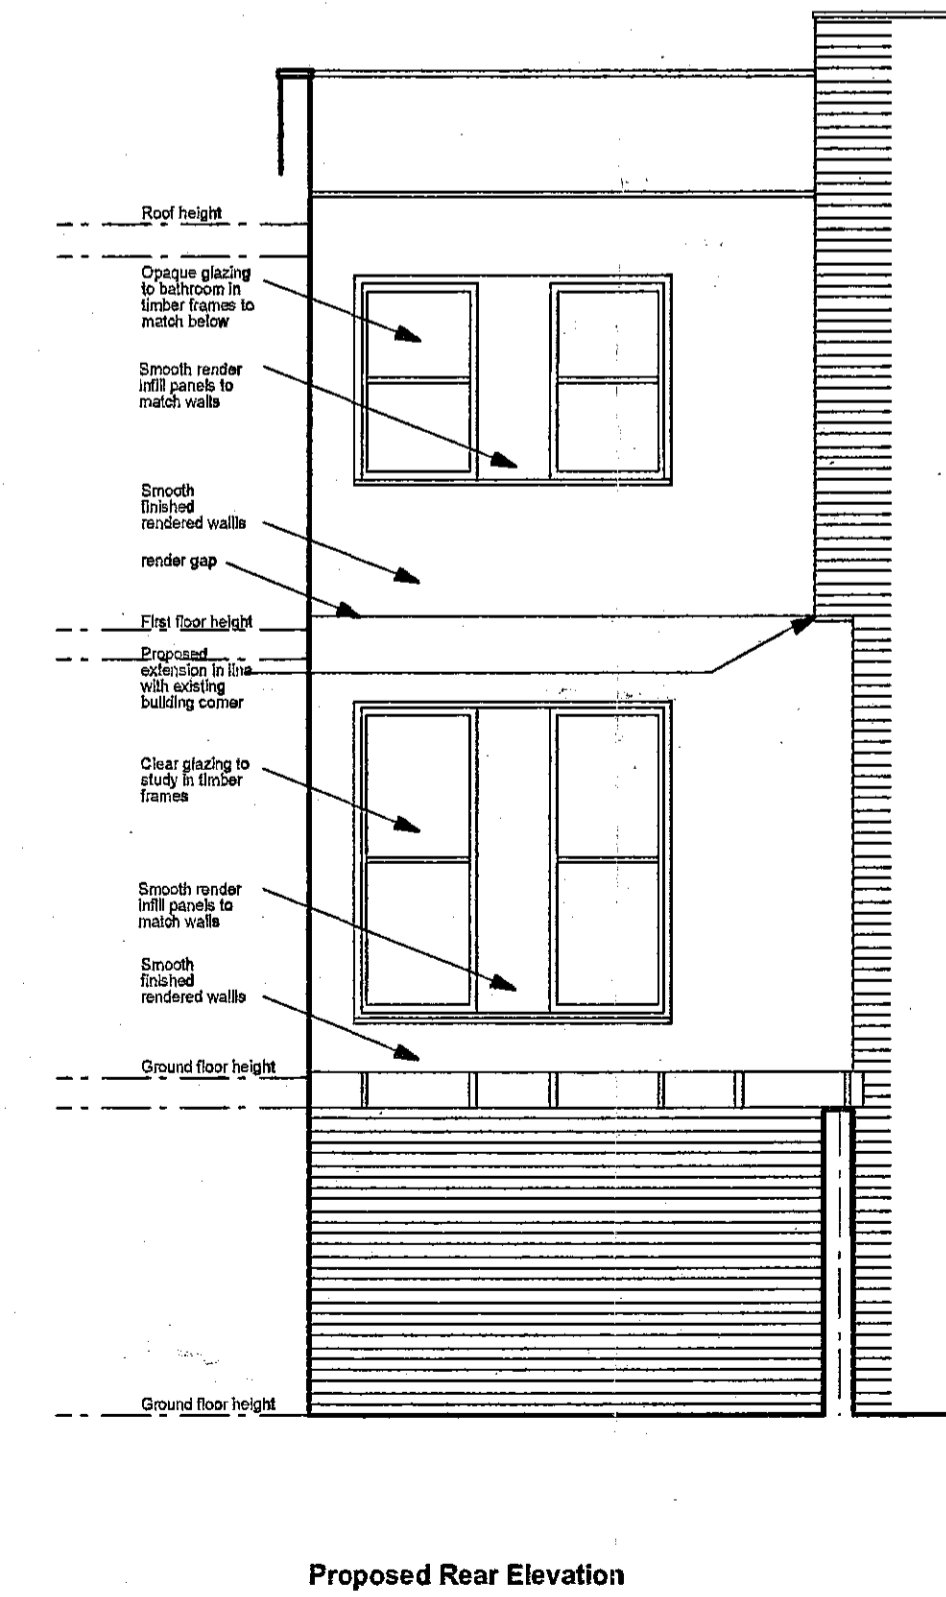 Roof height
Opaque glazing
to bathroom in
timber frames to
match below
Smooth render
infill panels to
match walls
Smooth
finished
rendered wallls
render gap
First floor height
Proposed
extension in line
with existing
building corner
Clear glazing to
study in timber
frames
Smooth render
infill panels to
match walls
Smooth
finished
rendered wallls
Ground floor height
Ground floor height
Proposed Rear Elevation